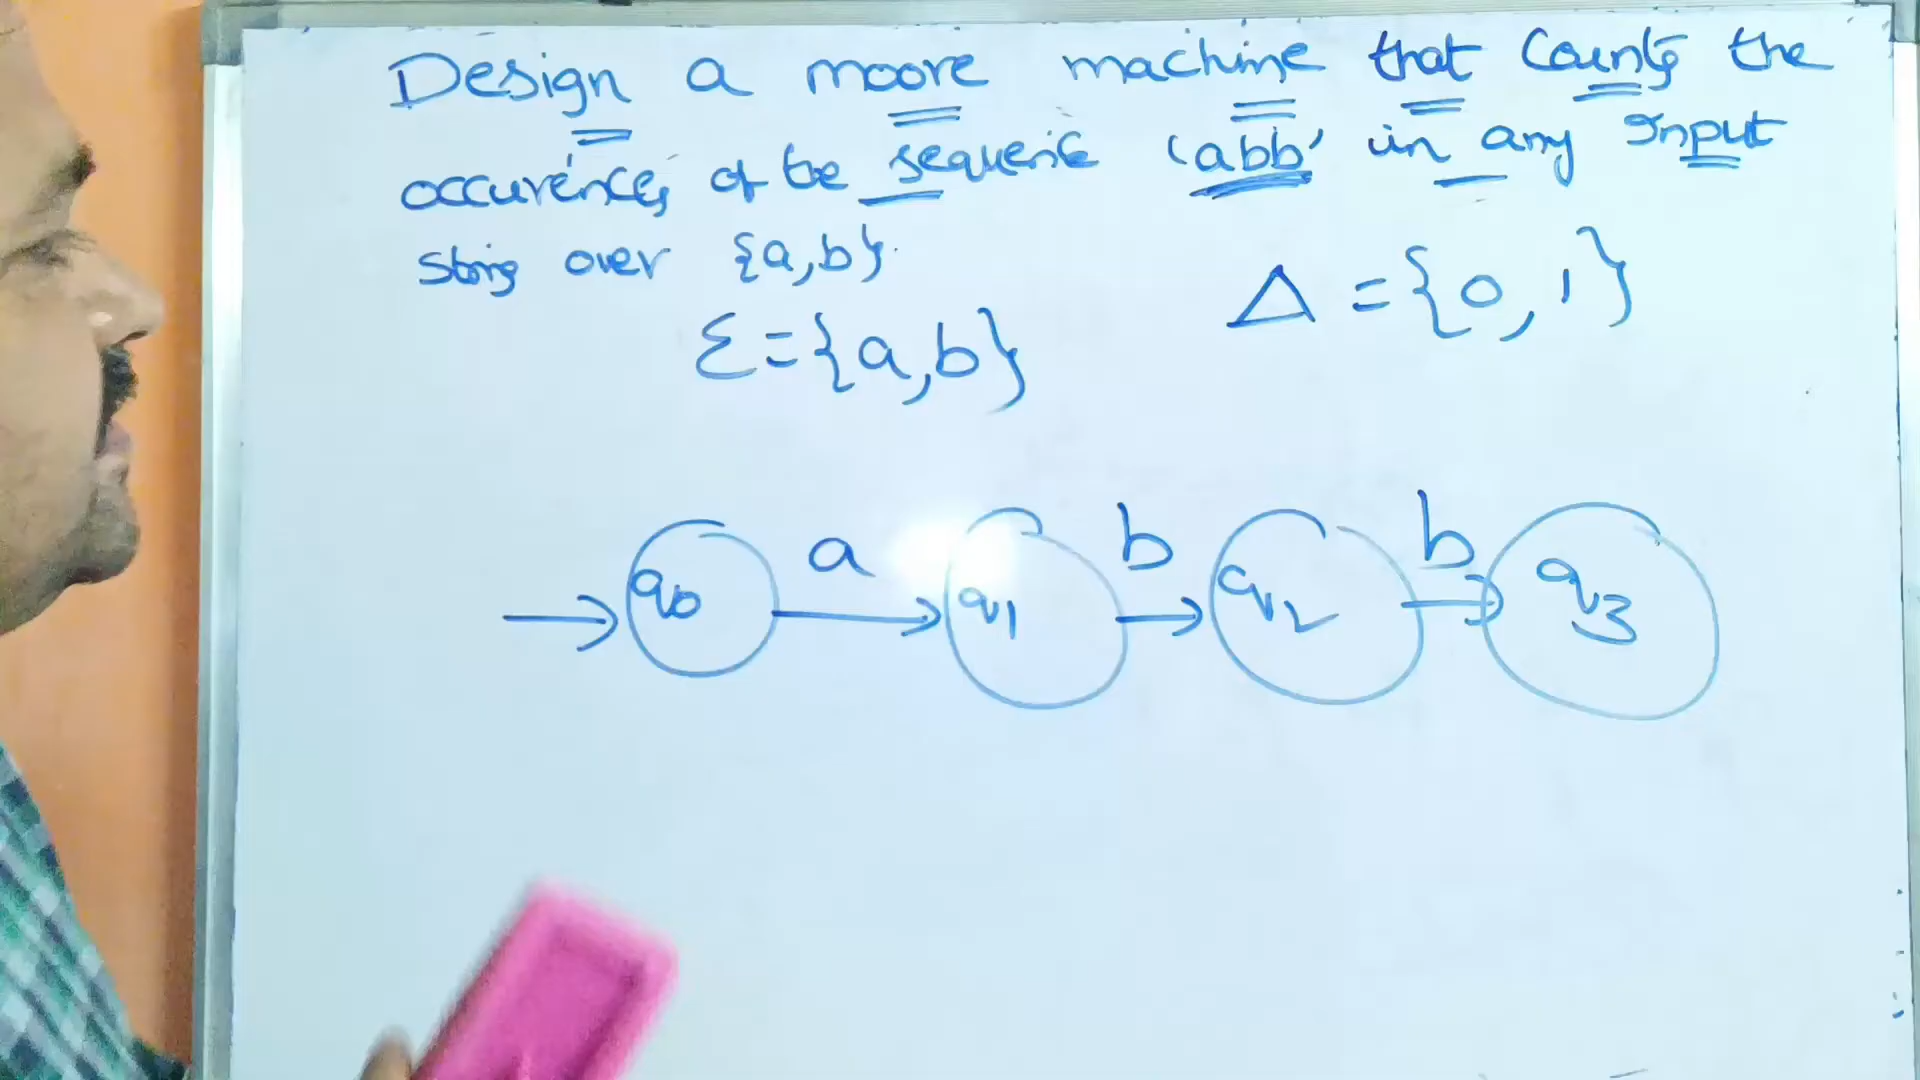 Design a moore machine that Counts the
occurences of the sequence 'abb' in any Input
string over {a,b}.
Δ = {0,1}
Σ={a,b}
a b b
q0 q1 q2 q3